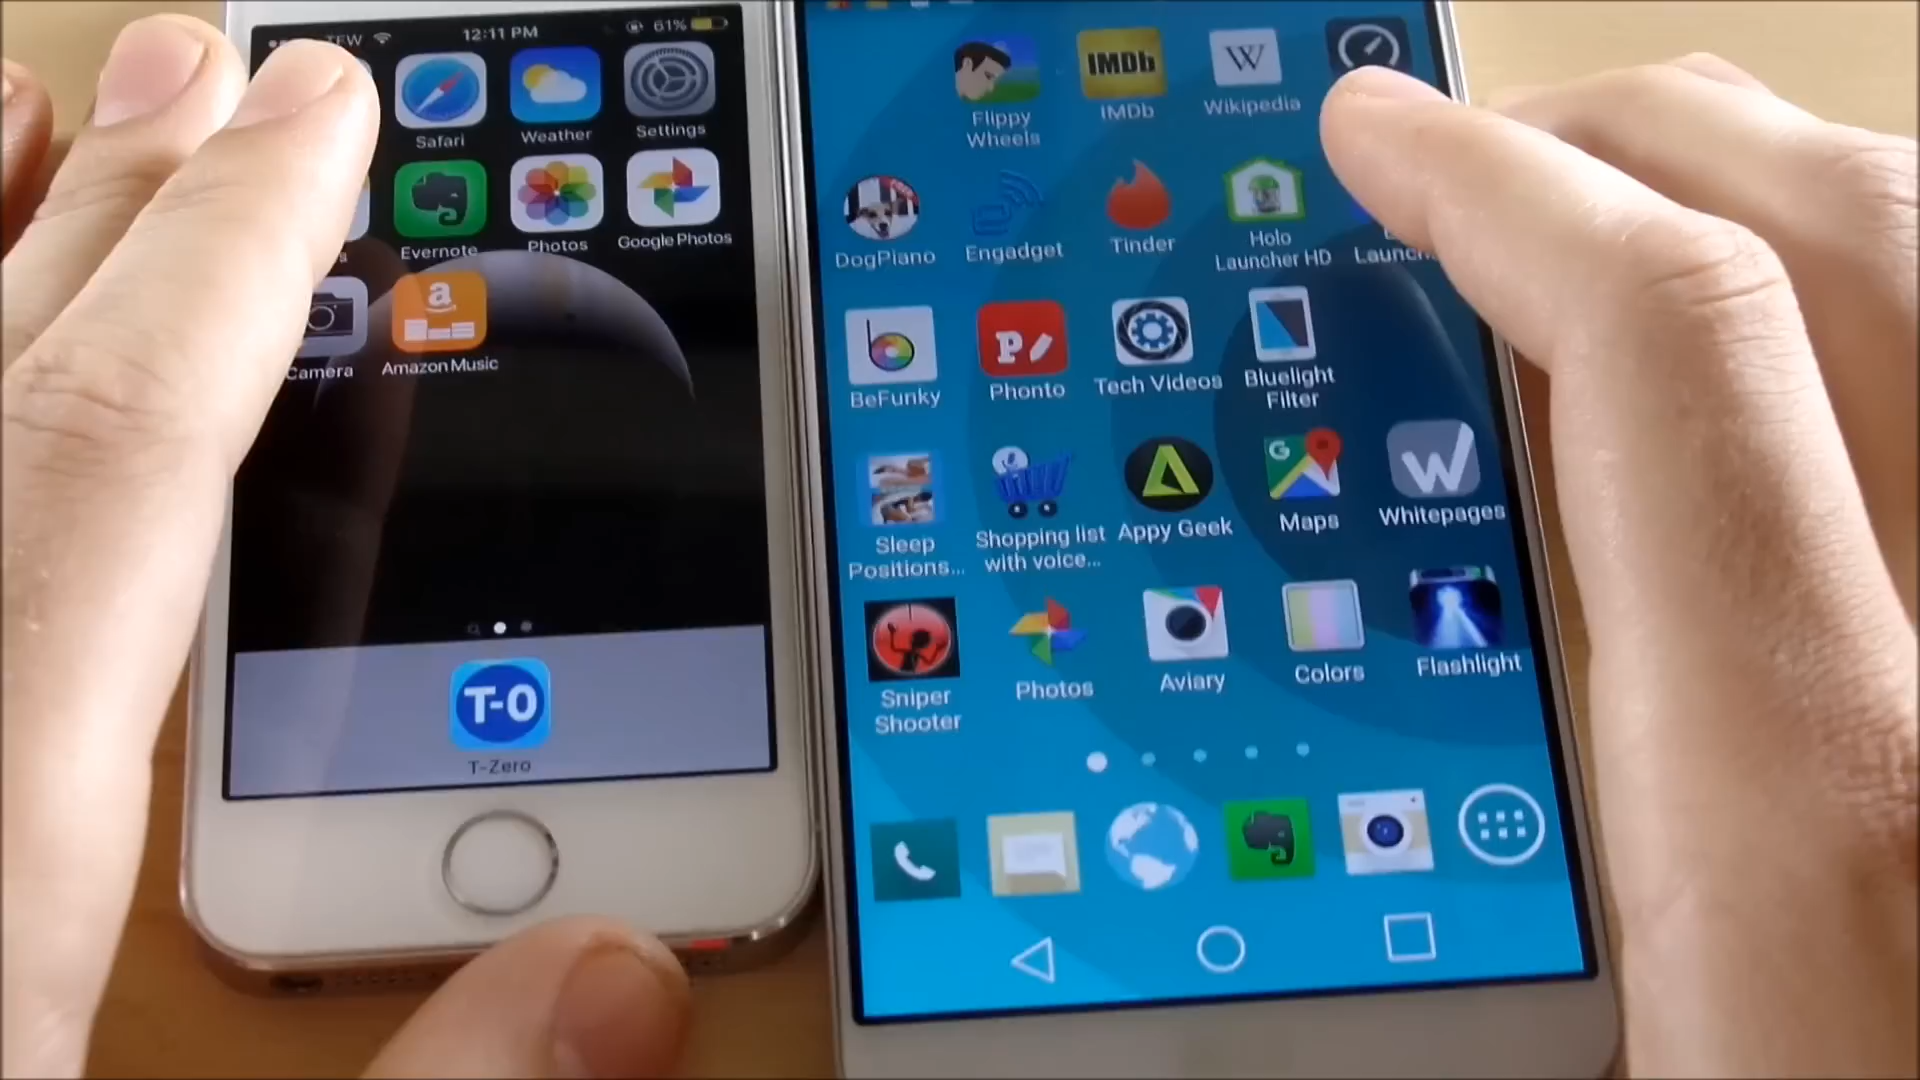 TFW 12:11 PM 61%
Safari
Weather
Settings
Evernote
Photos
Google Photos
Camera
a
Amazon Music
T-0
T-Zero
IMDb
W
Flippy
Wheels
IMDb
Wikipedia
DogPiano
Engadget
Tinder
Holo
Launcher HD
b
P
BeFunky
Phonto
Tech Videos
Bluelight
Filter
G
W
Sleep
Positions...
Shopping list
with voice...
Appy Geek
Maps
Whitepages
Sniper
Shooter
Photos
Aviary
Colors
Flashlight